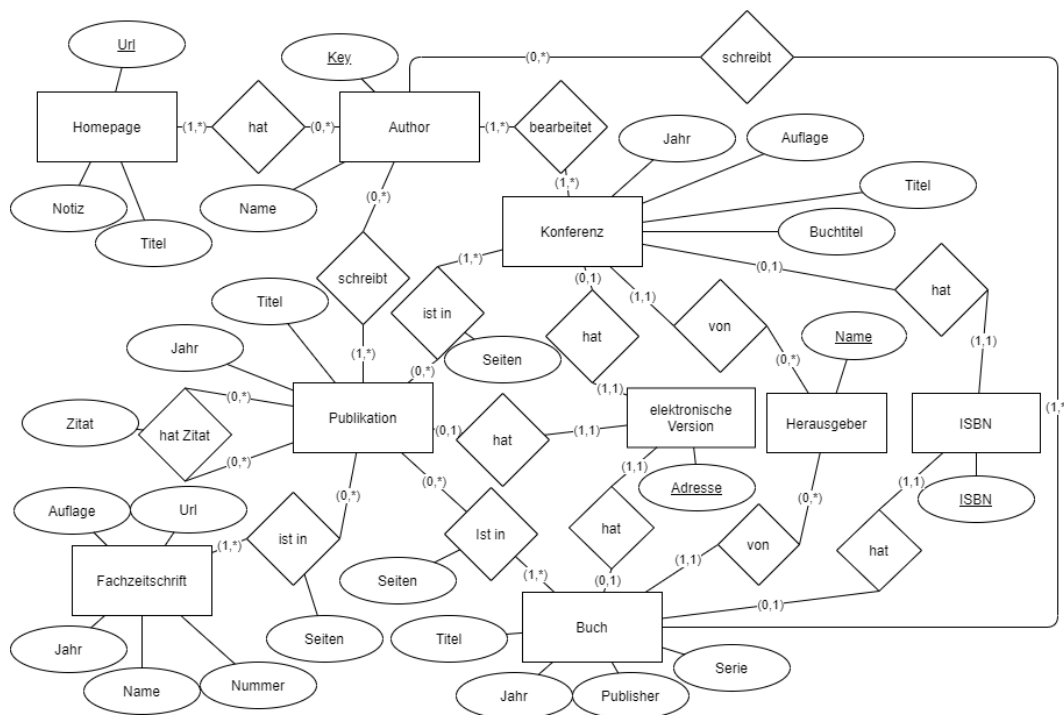 Url
Key
(0,*)
schreibt
Homepage
(1,*)
hat
(0,*)
Author
(1,*)
bearbeitet
Jahr
Auflage
(1,*)
(0,*)
Notiz
Name
Titel
Titel
Buchtitel
Konferenz
(1,*)
(0,1)
(0,1)
(1,1)
hat
schreibt
Titel
ist in
hat
von
Name
Jahr
(1,*)
(0,*)
Seiten
(0,*)
(1,1)
(1,1)
(0,*)
Publikation
(0,1)
hat
(1,1)
elektronische
Version
Herausgeber
ISBN
(1,*)
Zitat
hat Zitat
(0,*)
(0,*)
(0,*)
(1,1)
Adresse
(0,*)
(1,1)
ISBN
Auflage
Url
ist in
Ist in
hat
von
hat
(1,*)
Fachzeitschrift
Seiten
(1,*)
(0,1)
(1,1)
(0,1)
Jahr
Name
Nummer
Seiten
Titel
Buch
Serie
Jahr
Publisher